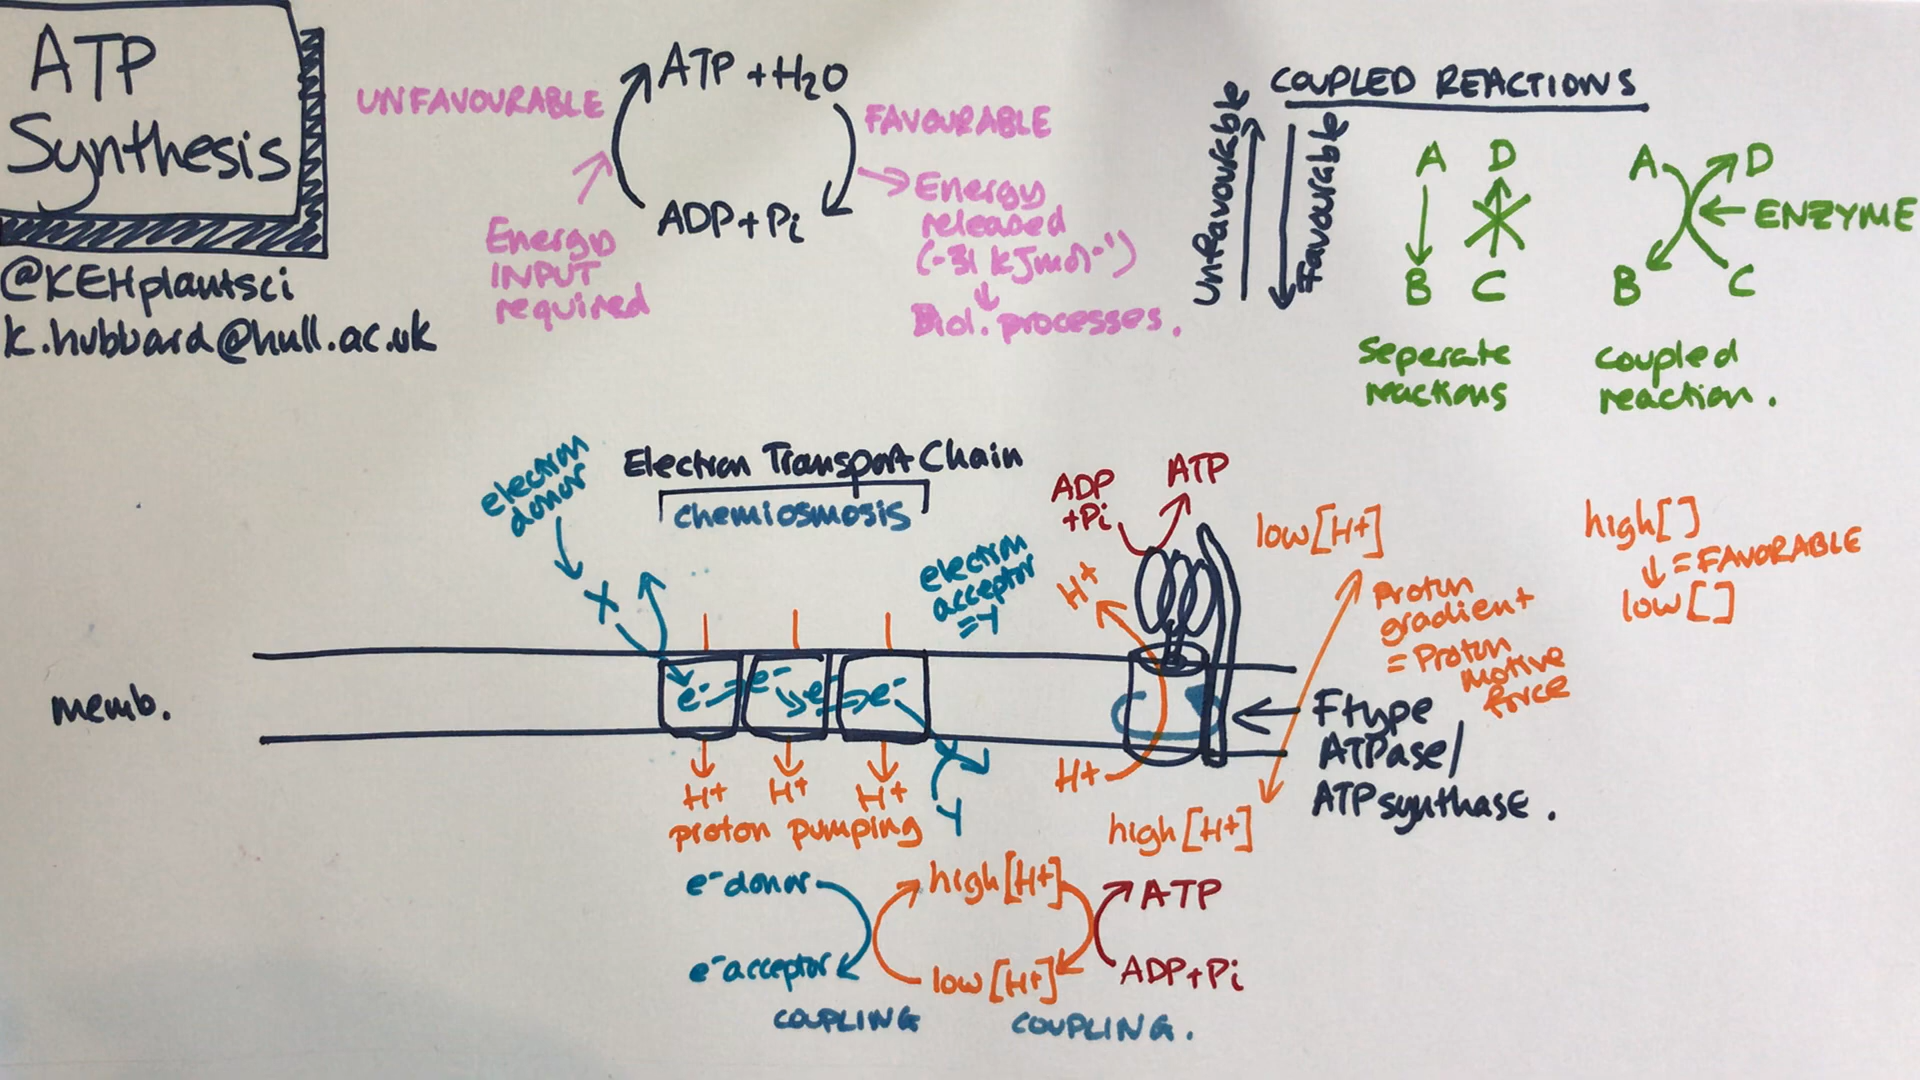 ATP
Synthesis
@KEHplantsci
k.hubbard@hull.ac.uk
UNFAVOURABLE
ATP + H2O
FAVOURABLE
ADP + Pi
Energy
INPUT
required
Energy
released
(-31 kJmol-1)
Biol. processes.
COUPLED REACTIONS
Unfavourable
Favourable
A D
B C
Seperate
reactions
A D
ENZYME
B C
coupled
reaction.
Electron Transport Chain
chemiosmosis
electron
donor
X
electron
acceptor
=Y
memb.
e- e- e- e-
H+ H+ H+
proton pumping
Y
ADP
+Pi
ATP
H+
H+
low [H+]
high [H+]
Proton
gradient
= Proton
motive
force
high [ ]
↓ = FAVORABLE
low [ ]
F type
ATPase/
ATP synthase.
e- donor
e- acceptor
high [H+]
low [H+]
ATP
ADP+Pi
COUPLING
COUPLING.